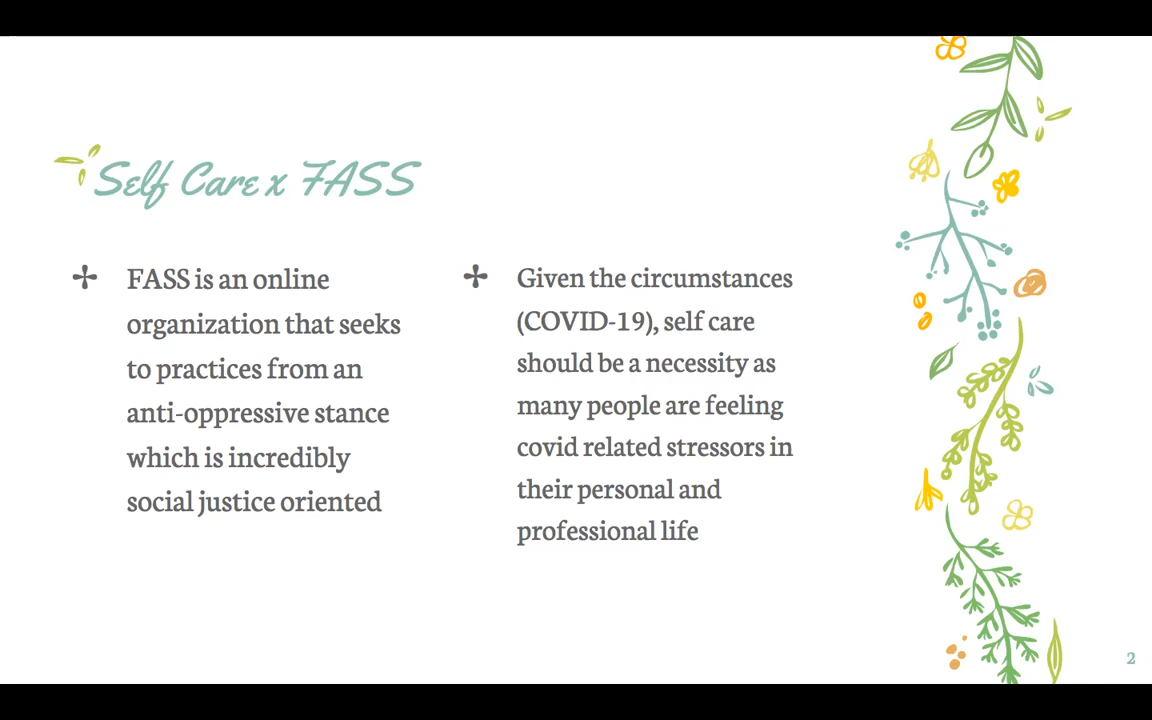 Self Care x FASS
FASS is an online
organization that seeks
to practices from an
anti-oppressive stance
which is incredibly
social justice oriented
Given the circumstances
(COVID-19), self care
should be a necessity as
many people are feeling
covid related stressors in
their personal and
professional life
2